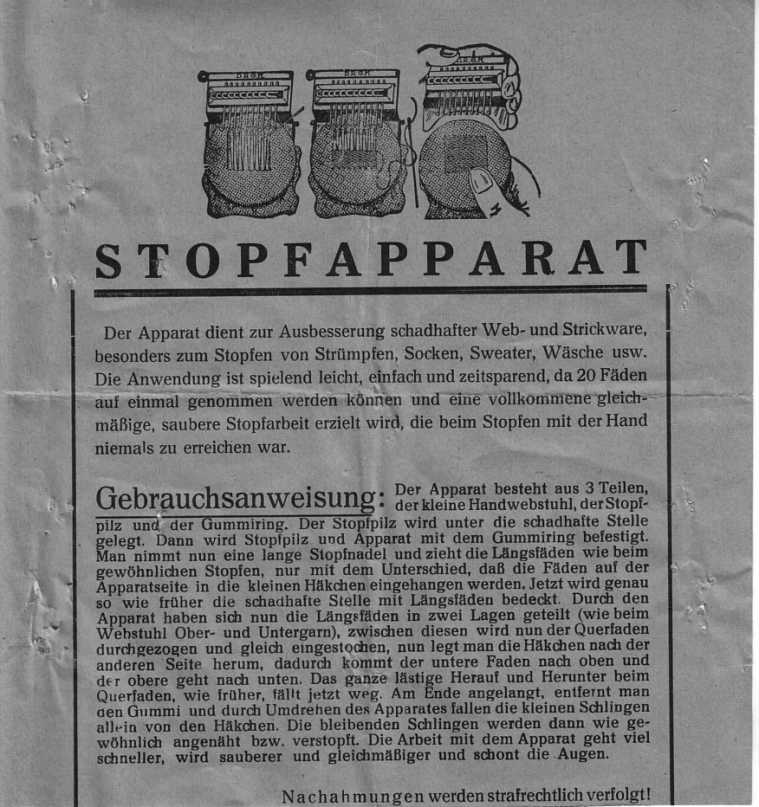 STOPFAPPARAT
Der Apparat dient zur Ausbesserung schadhafter Web- und Strickware,
besonders zum Stopfen von Strümpfen, Socken, Sweater, Wäsche usw.
Die Anwendung ist spielend leicht, einfach und zeitsparend, da 20 Fäden
auf einmal genommen werden können und eine vollkommene gleich-
mäßige, saubere Stopfarbeit erzielt wird, die beim Stopfen mit der Hand
niemals zu erreichen war.
Gebrauchsanweisung: Der Apparat besteht aus 3 Teilen,
der kleine Handwebstuhl, der Stopf-
pilz und der Gummiring. Der Stopfpilz wird unter die schadhafte Stelle
gelegt. Dann wird Stopfpilz und Apparat mit dem Gummiring befestigt.
Man nimmt nun eine lange Stopfnadel und zieht die Längsfäden wie beim
gewöhnlichen Stopfen, nur mit dem Unterschied, daß die Fäden auf der
Apparatseite in die kleinen Häkchen eingehangen werden. Jetzt wird genau
so wie früher die schadhafte Stelle mit Längsfäden bedeckt. Durch den
Apparat haben sich nun die Längsfäden in zwei Lagen geteilt (wie beim
Webstuhl Ober- und Untergarn), zwischen diesen wird nun der Querfaden
durchgezogen und gleich eingestochen, nun legt man die Häkchen nach der
anderen Seite herum, dadurch kommt der untere Faden nach oben und
der obere geht nach unten. Das ganze lästige Herauf und Herunter beim
Querfaden, wie früher, fällt jetzt weg. Am Ende angelangt, entfernt man
den Gummi und durch Umdrehen des Apparates fallen die kleinen Schlingen
allein von den Häkchen. Die bleibenden Schlingen werden dann wie ge-
wöhnlich angenäht bzw. verstopft. Die Arbeit mit dem Apparat geht viel
schneller, wird sauberer und gleichmäßiger und schont die Augen.
Nachahmungen werden strafrechtlich verfolgt!